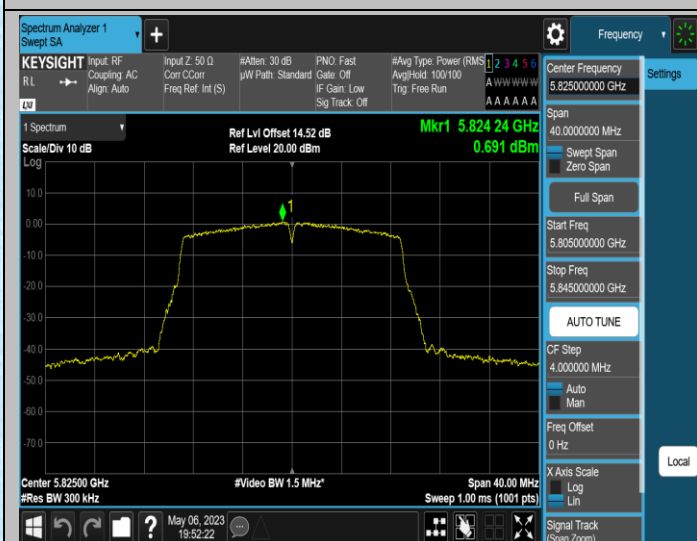 Spectrum Analyzer 1
Swept SA
Frequency
KEYSIGHT
R L
LXI
Input: RF
Coupling: AC
Align: Auto
Input Z: 50 Ω
Corr CCorr
Freq Ref: Int (S)
#Atten: 30 dB
µW Path: Standard
PNO: Fast
Gate: Off
IF Gain: Low
Sig Track: Off
#Avg Type: Power (RMS
Avg|Hold: 100/100
Trig: Free Run
1 2 3 4 5 6
A W W W W W
A A A A A A
1 Spectrum
Scale/Div 10 dB
Log
Ref Lvl Offset 14.52 dB
Ref Level 20.00 dBm
Mkr1 5.824 24 GHz
0.691 dBm
1
10.0
0.00
-10.0
-20.0
-30.0
-40.0
-50.0
-60.0
-70.0
Center 5.82500 GHz
#Res BW 300 kHz
#Video BW 1.5 MHz*
Span 40.00 MHz
Sweep 1.00 ms (1001 pts)
?
May 06, 2023
19:52:22
Center Frequency
5.825000000 GHz
Span
40.0000000 MHz
Swept Span
Zero Span
Full Span
Start Freq
5.805000000 GHz
Stop Freq
5.845000000 GHz
AUTO TUNE
CF Step
4.000000 MHz
Auto
Man
Freq Offset
0 Hz
X Axis Scale
Log
Lin
Signal Track
(Span Zoom)
Settings
Local